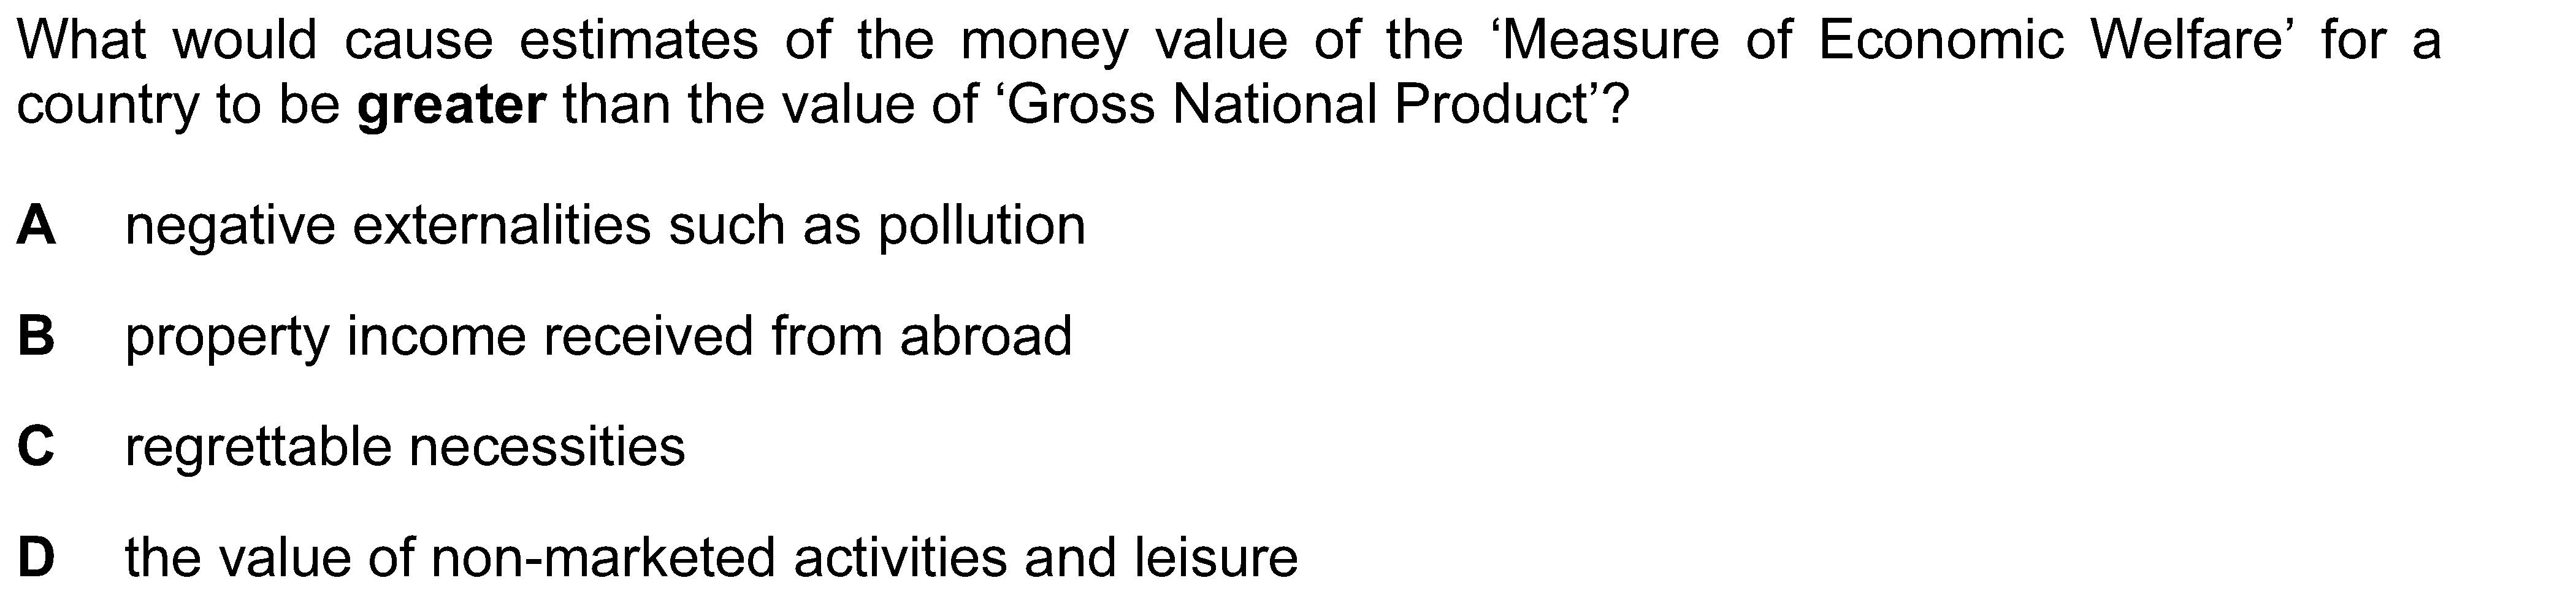 What would cause estimates of the money value of the ‘Measure of Economic Welfare’ for a
country to be greater than the value of ‘Gross National Product’?
A negative externalities such as pollution
B property income received from abroad
C regrettable necessities
D the value of non-marketed activities and leisure